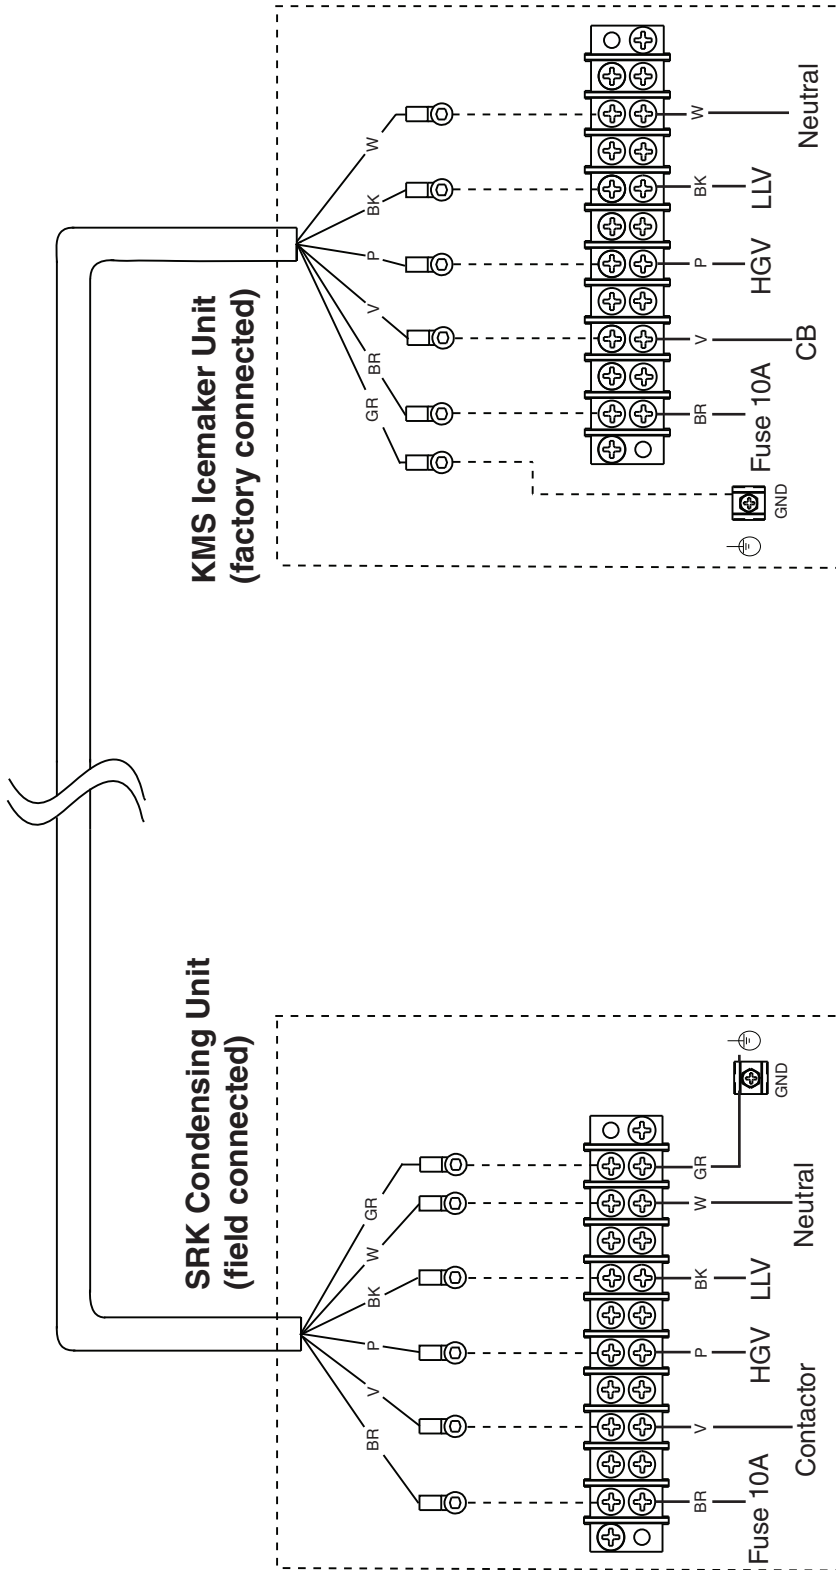 SRK Condensing Unit
(field connected)
BR
V
P
BK
W
GR
BR
V
P
BK
W
GR
Fuse 10A
Contactor
HGV
LLV
Neutral
GND
KMS Icemaker Unit
(factory connected)
GR
BR
V
P
BK
W
BR
V
P
BK
W
GND
Fuse 10A
CB
HGV
LLV
Neutral